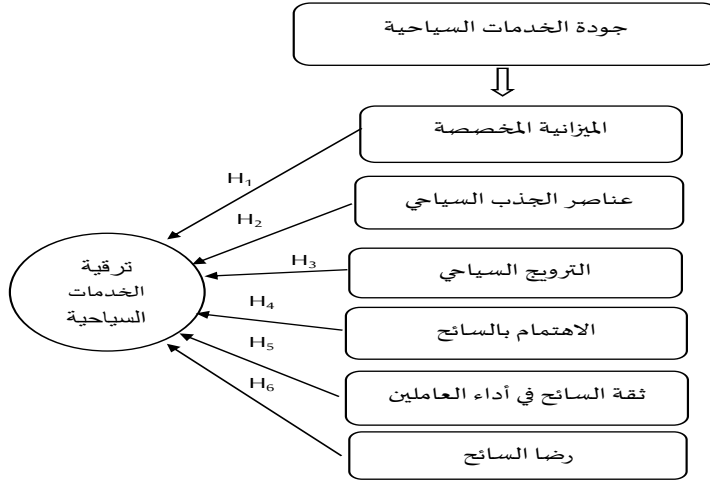 جودة الخدمات السياحية
الميزانية المخصصة
H1
عناصر الجذب السياحي
H2
الترويج السياحي
H3
ترقية
الخدمات
السياحية
الاهتمام بالسائح
H4
ثقة السائح في أداء العاملين
H5
رضا السائح
H6